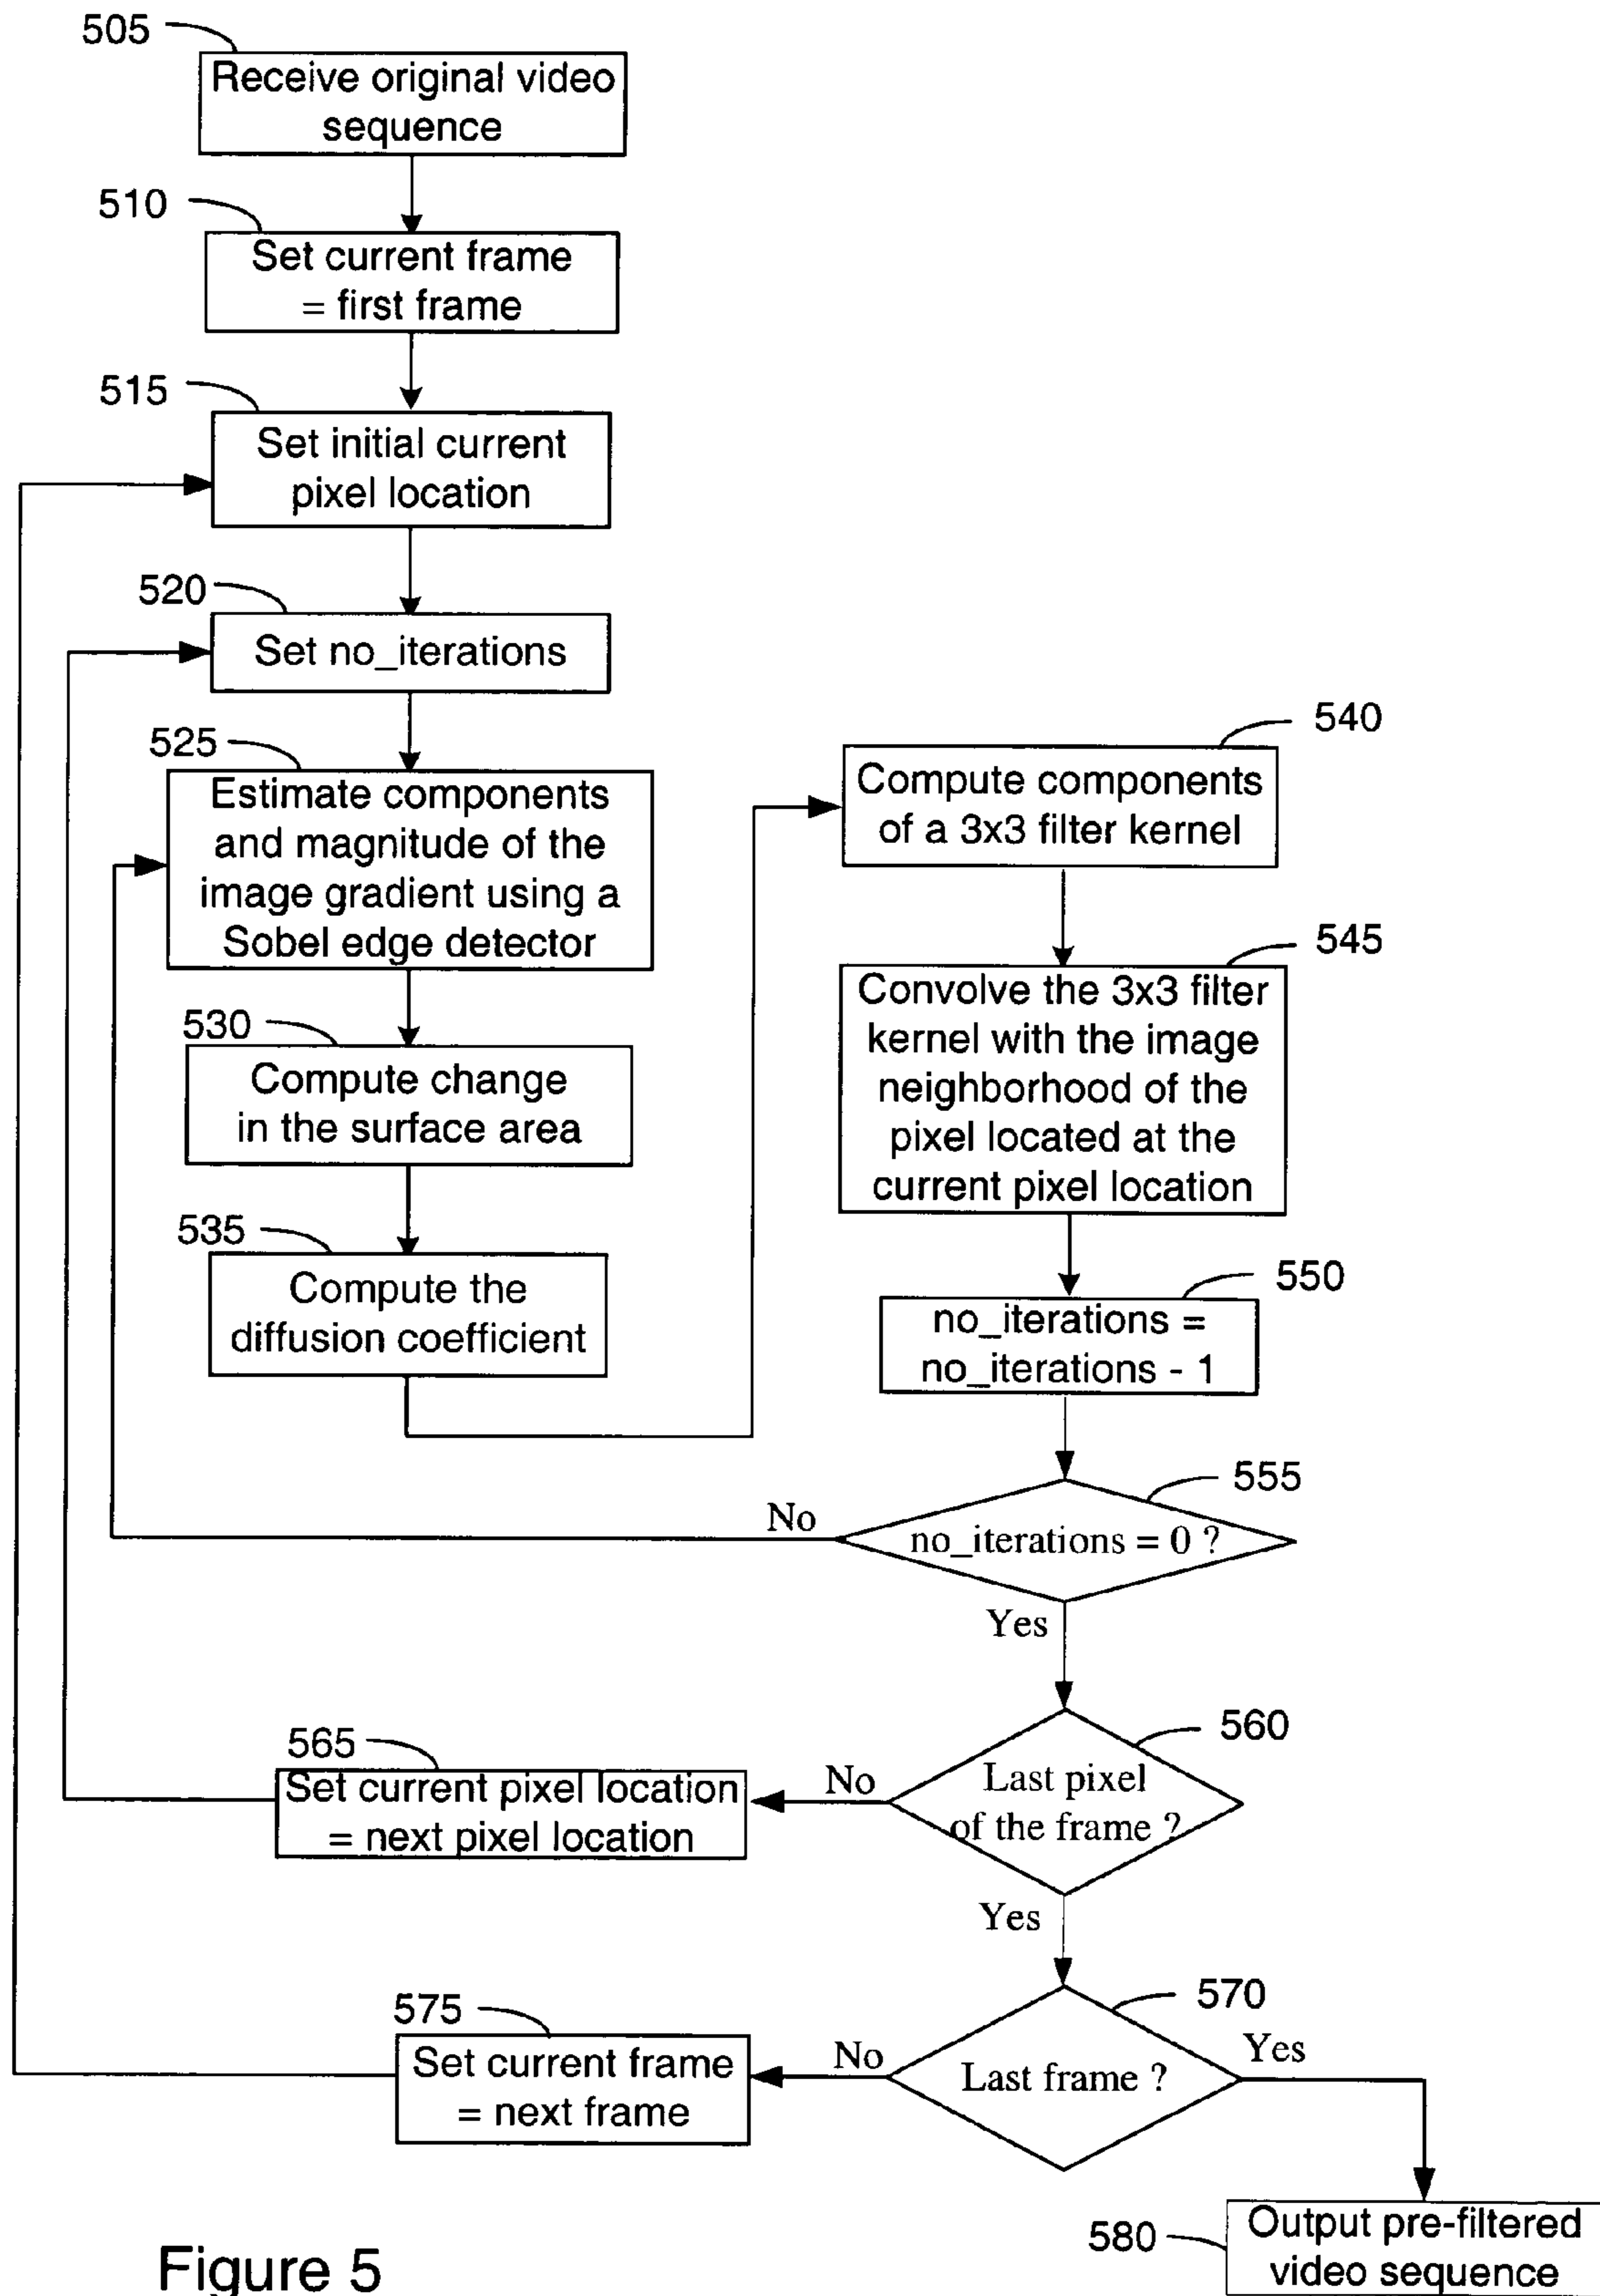 505
Receive original video
sequence
510
Set current frame
= first frame
515
Set initial current
pixel location
520
Set no_iterations
525
Estimate components
and magnitude of the
image gradient using a
Sobel edge detector
530
Compute change
in the surface area
535
Compute the
diffusion coefficient
540
Compute components
of a 3x3 filter kernel
545
Convolve the 3x3 filter
kernel with the image
neighborhood of the
pixel located at the
current pixel location
550
no_iterations =
no_iterations - 1
555
no_iterations = 0 ?
No
Yes
560
Last pixel
of the frame ?
No
565
Set current pixel location
= next pixel location
Yes
570
Last frame ?
No
575
Set current frame
= next frame
Yes
580
Output pre-filtered
video sequence
Figure 5